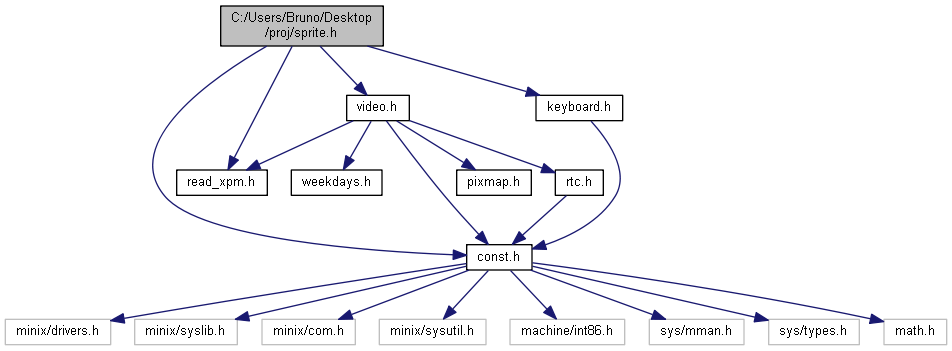 C:/Users/Bruno/Desktop
/proj/sprite.h
video.h
keyboard.h
read_xpm.h
weekdays.h
pixmap.h
rtc.h
const.h
minix/drivers.h
minix/syslib.h
minix/com.h
minix/sysutil.h
machine/int86.h
sys/mman.h
sys/types.h
math.h